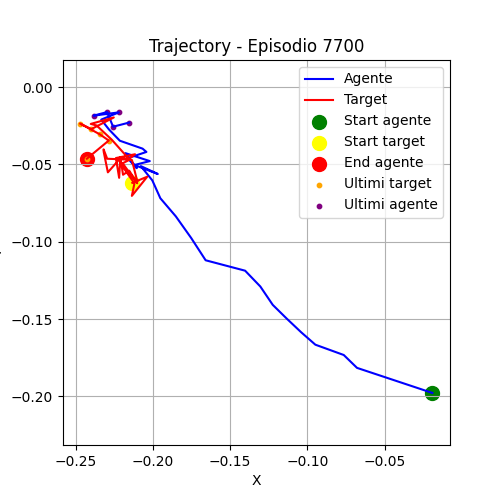 Trajectory - Episodio 7700
Agente
Target
Start agente
Start target
End agente
Ultimi target
Ultimi agente
0.00
−0.05
−0.10
−0.15
−0.20
−0.25
−0.20
−0.15
−0.10
−0.05
X